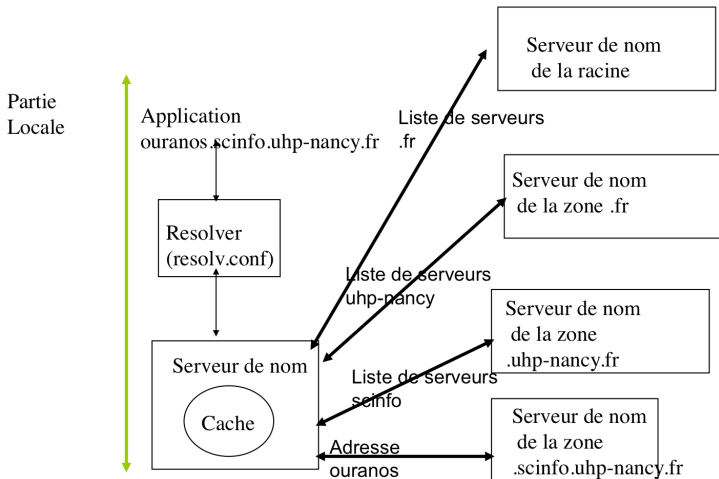 Partie
Locale
Application
ouranos.scinfo.uhp-nancy.fr
Resolver
(resolv.conf)
Serveur de nom
Cache
Liste de serveurs
.fr
Liste de serveurs
uhp-nancy
Liste de serveurs
scinfo
Adresse
ouranos
Serveur de nom
de la racine
Serveur de nom
de la zone .fr
Serveur de nom
de la zone
.uhp-nancy.fr
Serveur de nom
de la zone
.scinfo.uhp-nancy.fr